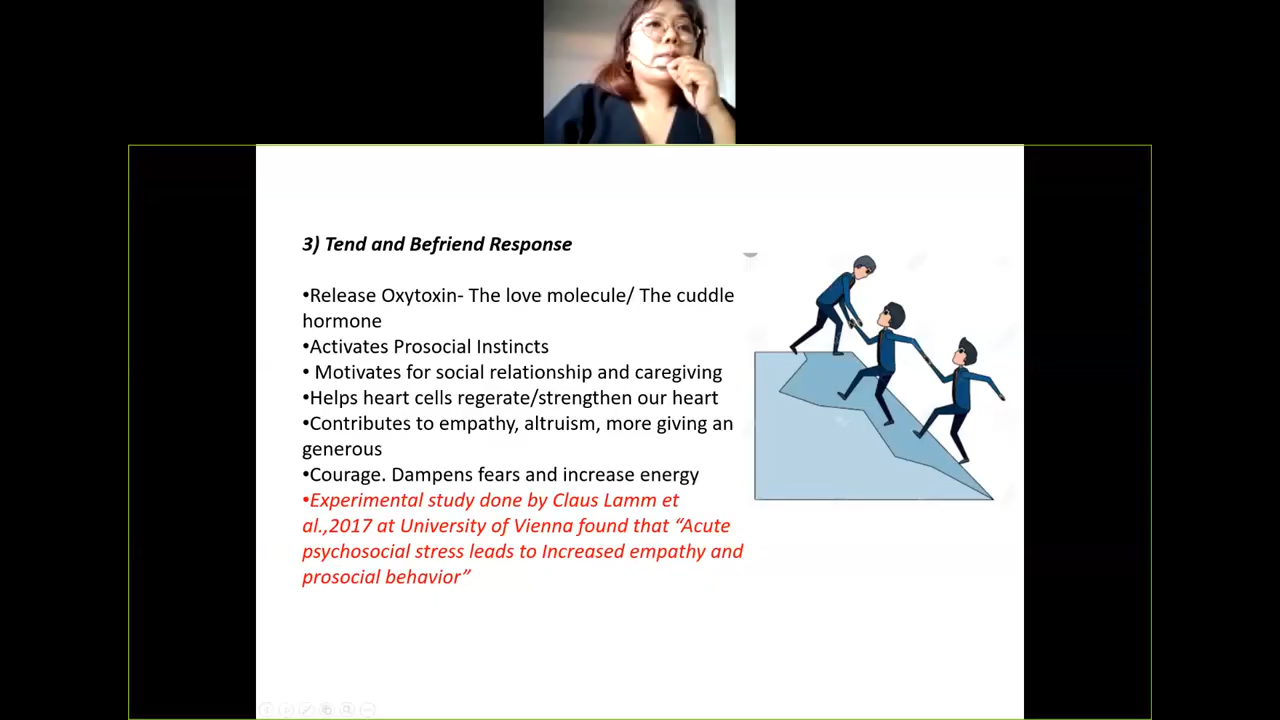 3) Tend and Befriend Response
•Release Oxytoxin- The love molecule/ The cuddle
hormone
•Activates Prosocial Instincts
• Motivates for social relationship and caregiving
•Helps heart cells regerate/strengthen our heart
•Contributes to empathy, altruism, more giving an
generous
•Courage. Dampens fears and increase energy
•Experimental study done by Claus Lamm et
al.,2017 at University of Vienna found that “Acute
psychosocial stress leads to Increased empathy and
prosocial behavior”